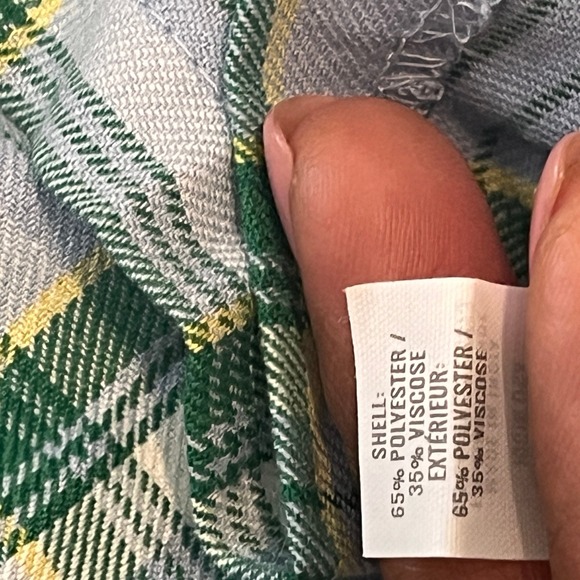 SHELL:
65% POLYESTER /
35% VISCOSE
EXTÉRIEUR:
65% POLYESTER /
35% VISCOSE